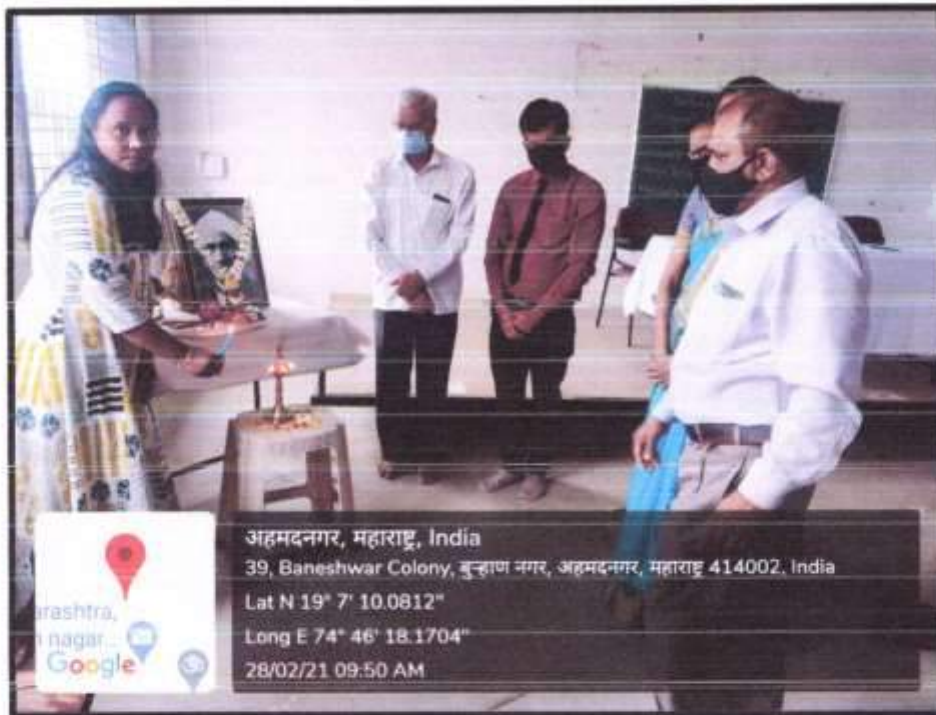 अहमदनगर, महाराष्ट्र, India
39, Baneshwar Colony, बुऱ्हाण नगर, अहमदनगर, महाराष्ट्र 414002, India
Lat N 19° 7' 10.0812"
Long E 74° 46' 18.1704"
28/02/21 09:50 AM
arashtra,
nagar...
Google